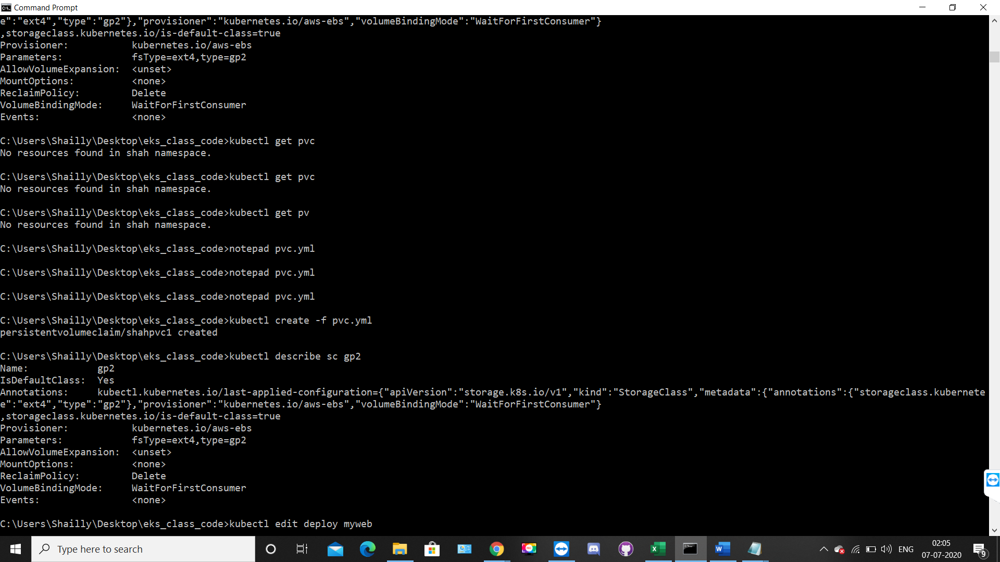 Command Prompt
e":"ext4","type":"gp2"},"provisioner":"kubernetes.io/aws-ebs","volumeBindingMode":"WaitForFirstConsumer"}
,storageclass.kubernetes.io/is-default-class=true
Provisioner:           kubernetes.io/aws-ebs
Parameters:            fsType=ext4,type=gp2
AllowVolumeExpansion:  <unset>
MountOptions:          <none>
ReclaimPolicy:         Delete
VolumeBindingMode:     WaitForFirstConsumer
Events:                <none>
C:\Users\Shailly\Desktop\eks_class_code>kubectl get pvc
No resources found in shah namespace.
C:\Users\Shailly\Desktop\eks_class_code>kubectl get pvc
No resources found in shah namespace.
C:\Users\Shailly\Desktop\eks_class_code>kubectl get pv
No resources found in shah namespace.
C:\Users\Shailly\Desktop\eks_class_code>notepad pvc.yml
C:\Users\Shailly\Desktop\eks_class_code>notepad pvc.yml
C:\Users\Shailly\Desktop\eks_class_code>notepad pvc.yml
C:\Users\Shailly\Desktop\eks_class_code>kubectl create -f pvc.yml
persistentvolumeclaim/shahpvc1 created
C:\Users\Shailly\Desktop\eks_class_code>kubectl describe sc gp2
Name:            gp2
IsDefaultClass:  Yes
Annotations:     kubectl.kubernetes.io/last-applied-configuration={"apiVersion":"storage.k8s.io/v1","kind":"StorageClass","metadata":{"annotations":{"storageclass.kubernete
e":"ext4","type":"gp2"},"provisioner":"kubernetes.io/aws-ebs","volumeBindingMode":"WaitForFirstConsumer"}
,storageclass.kubernetes.io/is-default-class=true
Provisioner:           kubernetes.io/aws-ebs
Parameters:            fsType=ext4,type=gp2
AllowVolumeExpansion:  <unset>
MountOptions:          <none>
ReclaimPolicy:         Delete
VolumeBindingMode:     WaitForFirstConsumer
Events:                <none>
C:\Users\Shailly\Desktop\eks_class_code>kubectl edit deploy myweb
Type here to search
ENG
02:05
07-07-2020
9